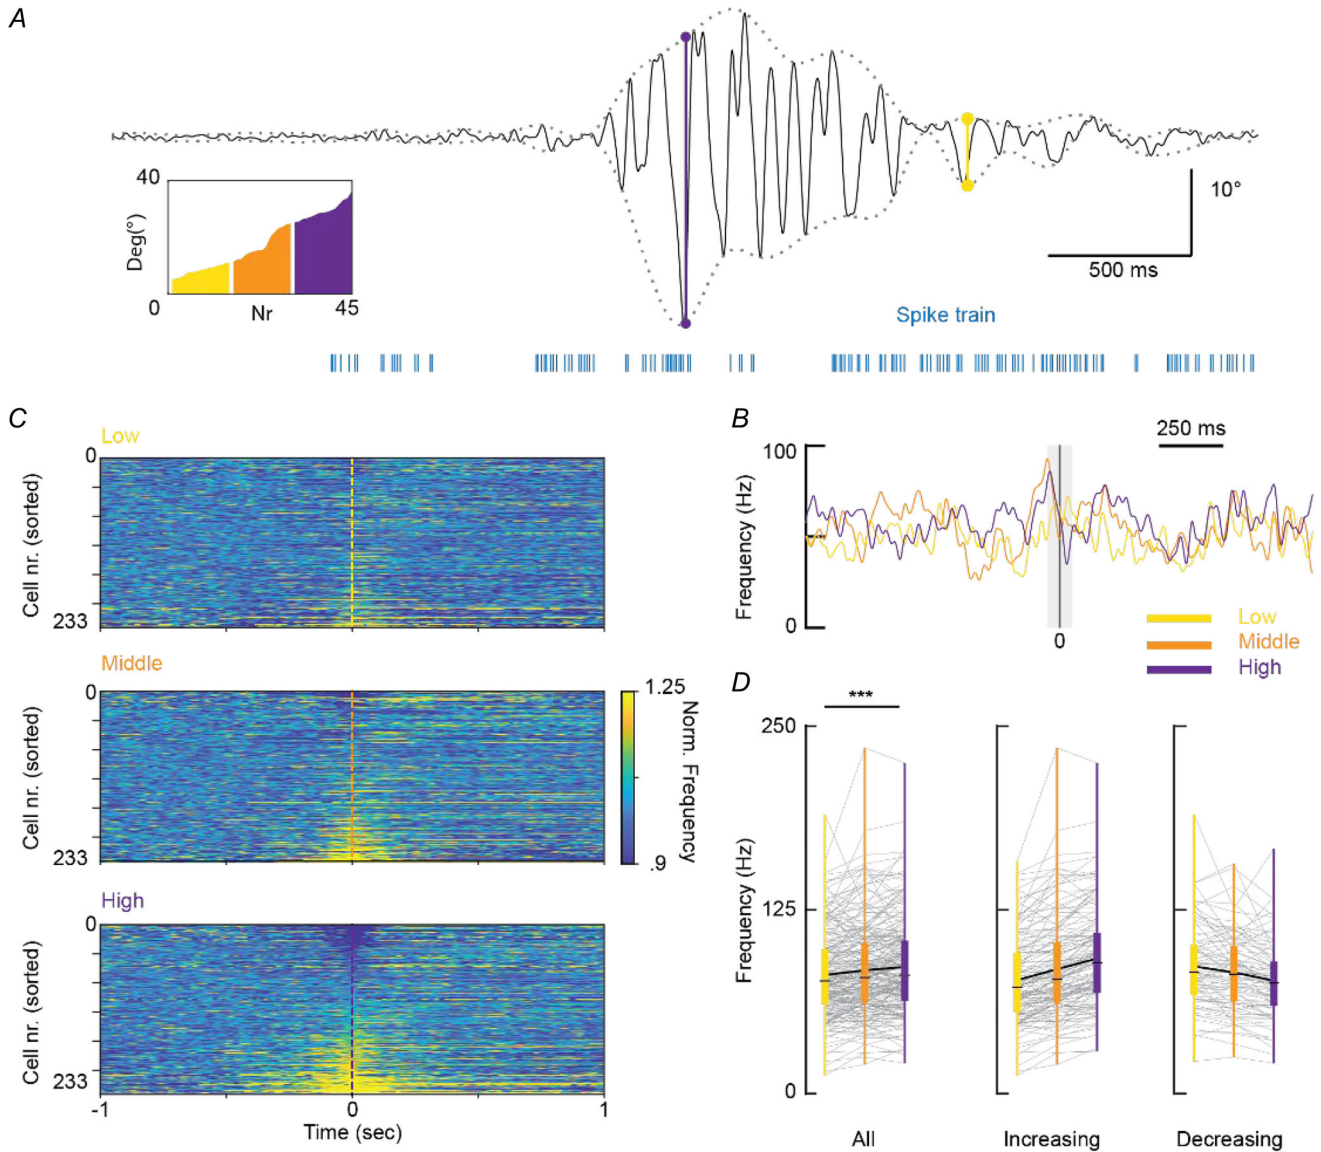 A
40
Deg(°)
0
Nr
45
10°
500 ms
Spike train
C
Low
0
Cell nr. (sorted)
233
Middle
0
Cell nr. (sorted)
233
1.25
Norm. Frequency
.9
High
0
Cell nr. (sorted)
233
-1
0
1
Time (sec)
B
250 ms
100
Frequency (Hz)
0
0
Low
Middle
High
D
***
250
125
Frequency (Hz)
0
All
Increasing
Decreasing